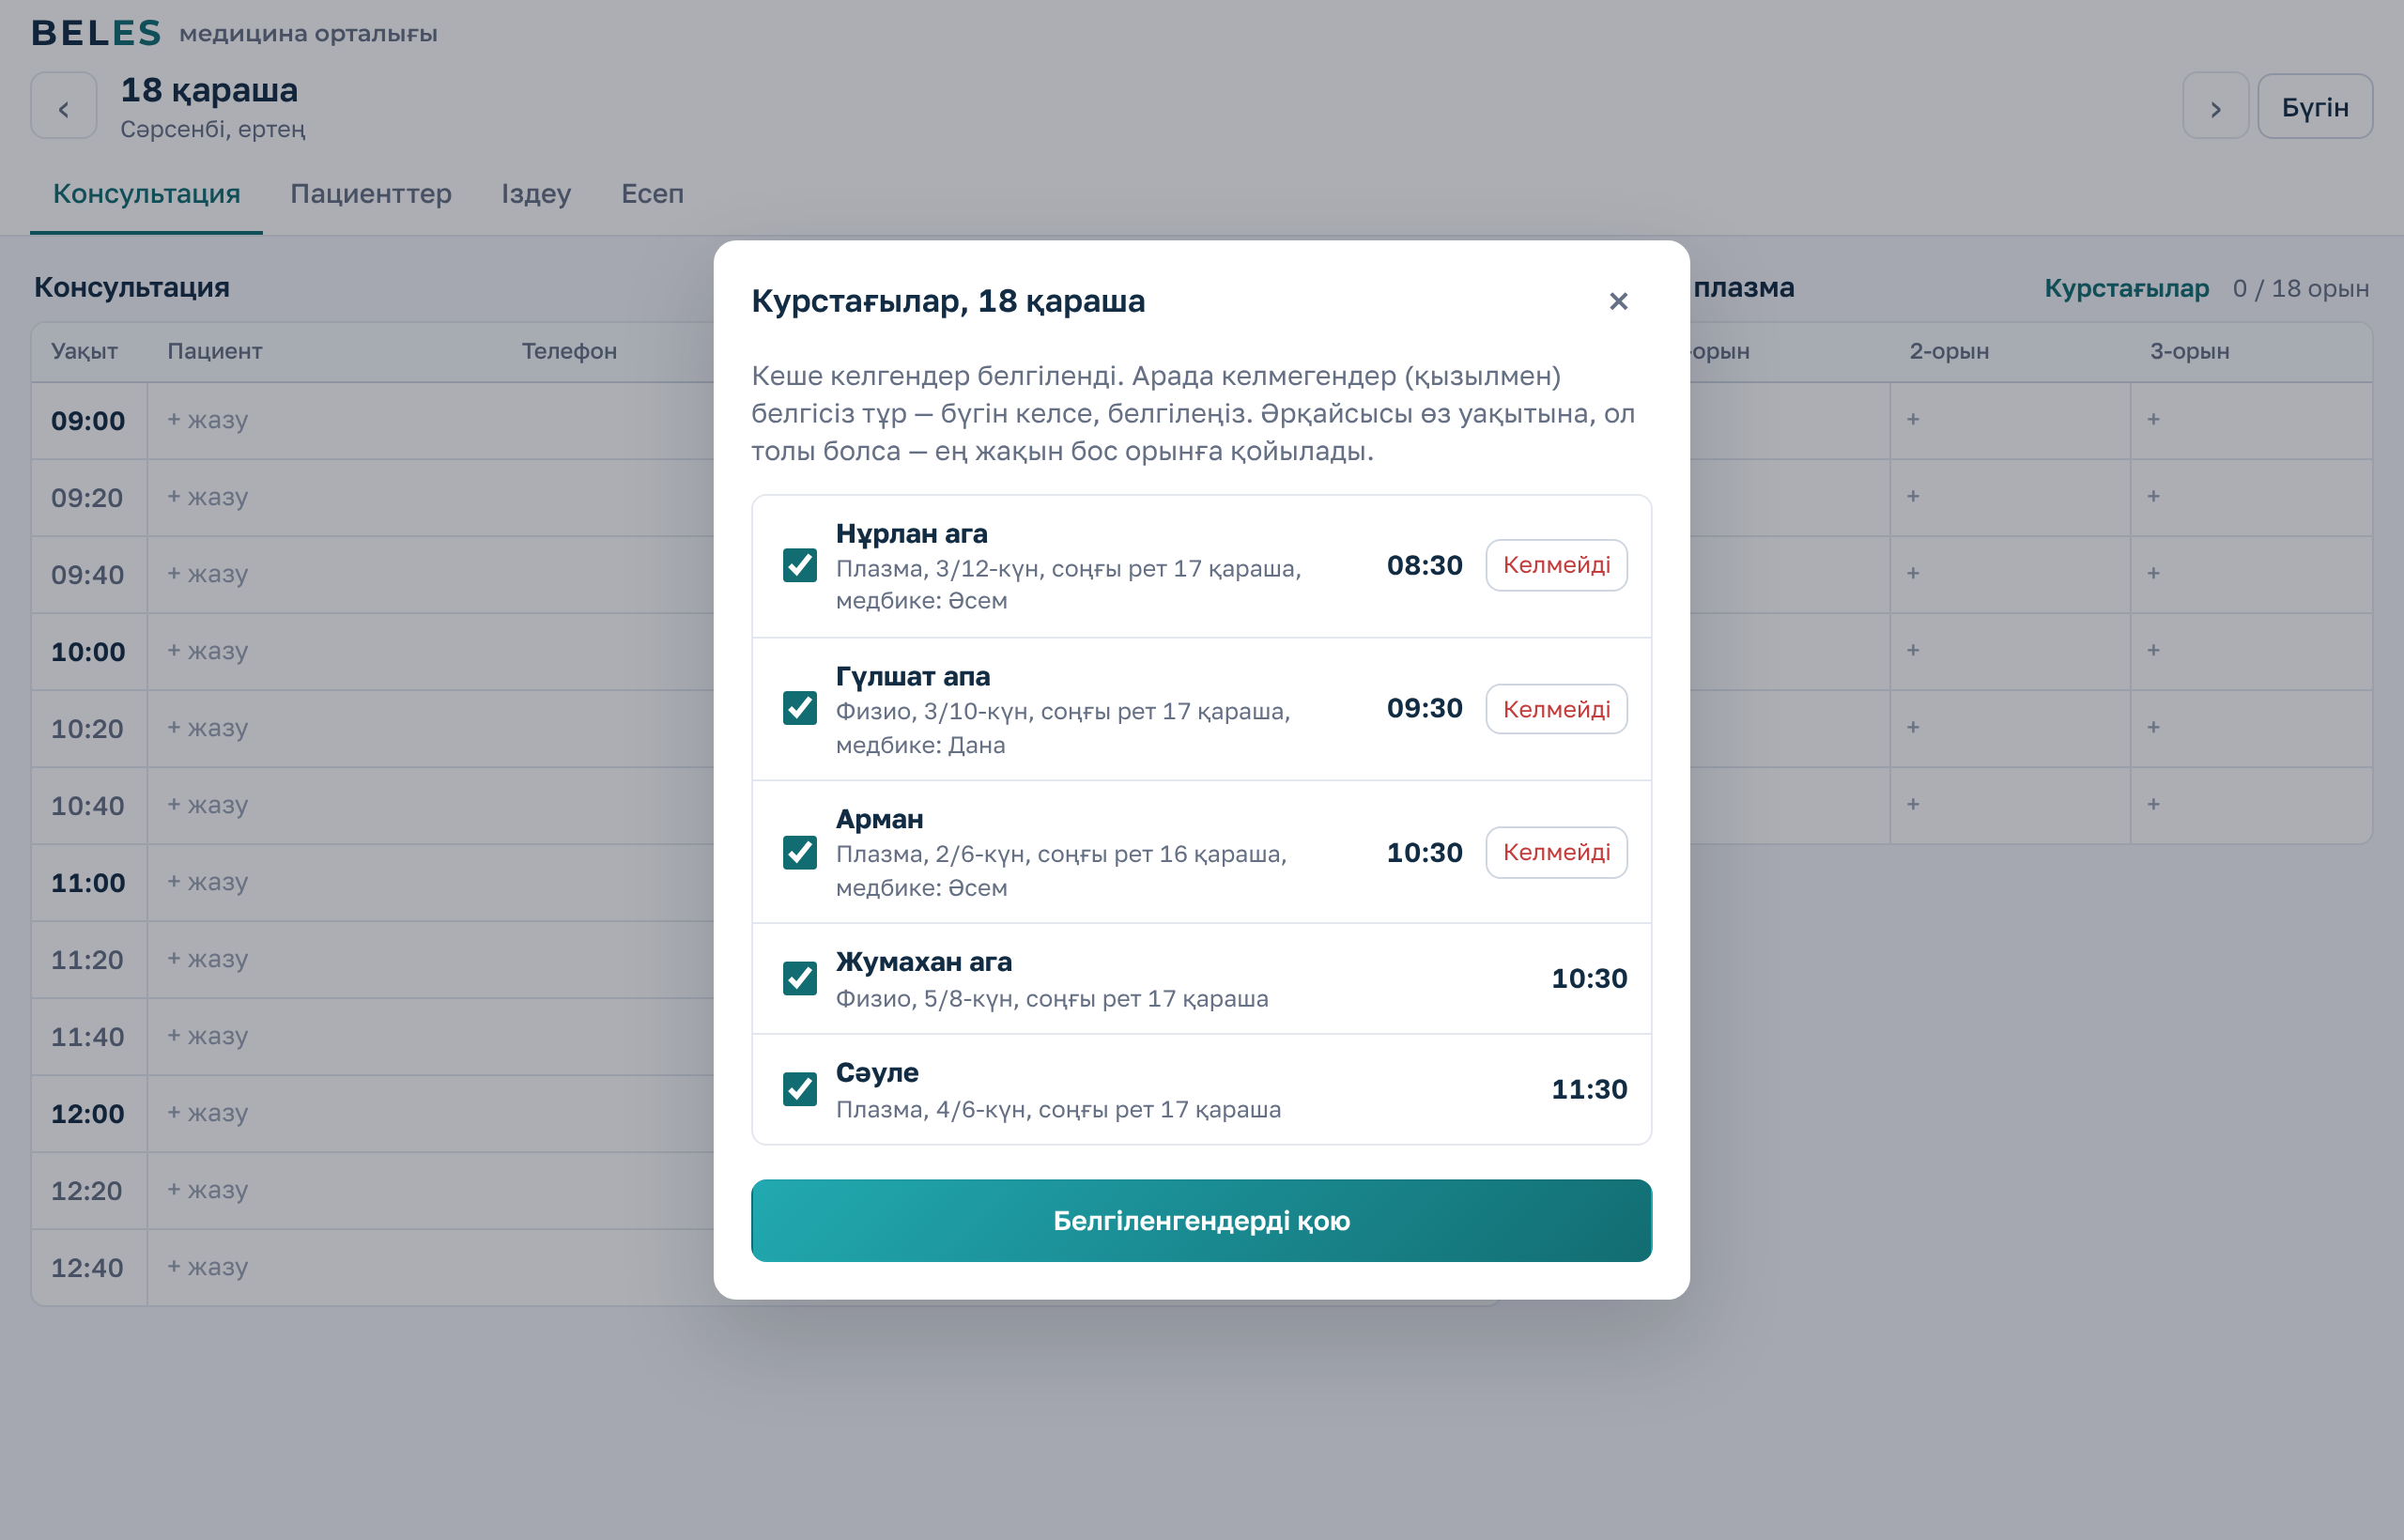 BELES медицина орталығы
‹
18 қараша
Сәрсенбі, ертең
›
Бүгін
Консультация Пациенттер Іздеу Есеп
Консультация
плазма
Курстағылар 0 / 18 орын
Уақыт Пациент Телефон
-орын 2-орын 3-орын
09:00 + жазу + +
09:20 + жазу + +
09:40 + жазу + +
10:00 + жазу + +
10:20 + жазу + +
10:40 + жазу + +
11:00 + жазу
11:20 + жазу
11:40 + жазу
12:00 + жазу
12:20 + жазу
12:40 + жазу
Курстағылар, 18 қараша ×
Кеше келгендер белгіленді. Арада келмегендер (қызылмен)
белгісіз тұр — бүгін келсе, белгілеңіз. Әрқайсысы өз уақытына, ол
толы болса — ең жақын бос орынға қойылады.
Нұрлан ага
Плазма, 3/12-күн, соңғы рет 17 қараша,
медбике: Әсем
08:30 Келмейді
Гүлшат апа
Физио, 3/10-күн, соңғы рет 17 қараша,
медбике: Дана
09:30 Келмейді
Арман
Плазма, 2/6-күн, соңғы рет 16 қараша,
медбике: Әсем
10:30 Келмейді
Жумахан ага
Физио, 5/8-күн, соңғы рет 17 қараша
10:30
Сәуле
Плазма, 4/6-күн, соңғы рет 17 қараша
11:30
Белгіленгендерді қою